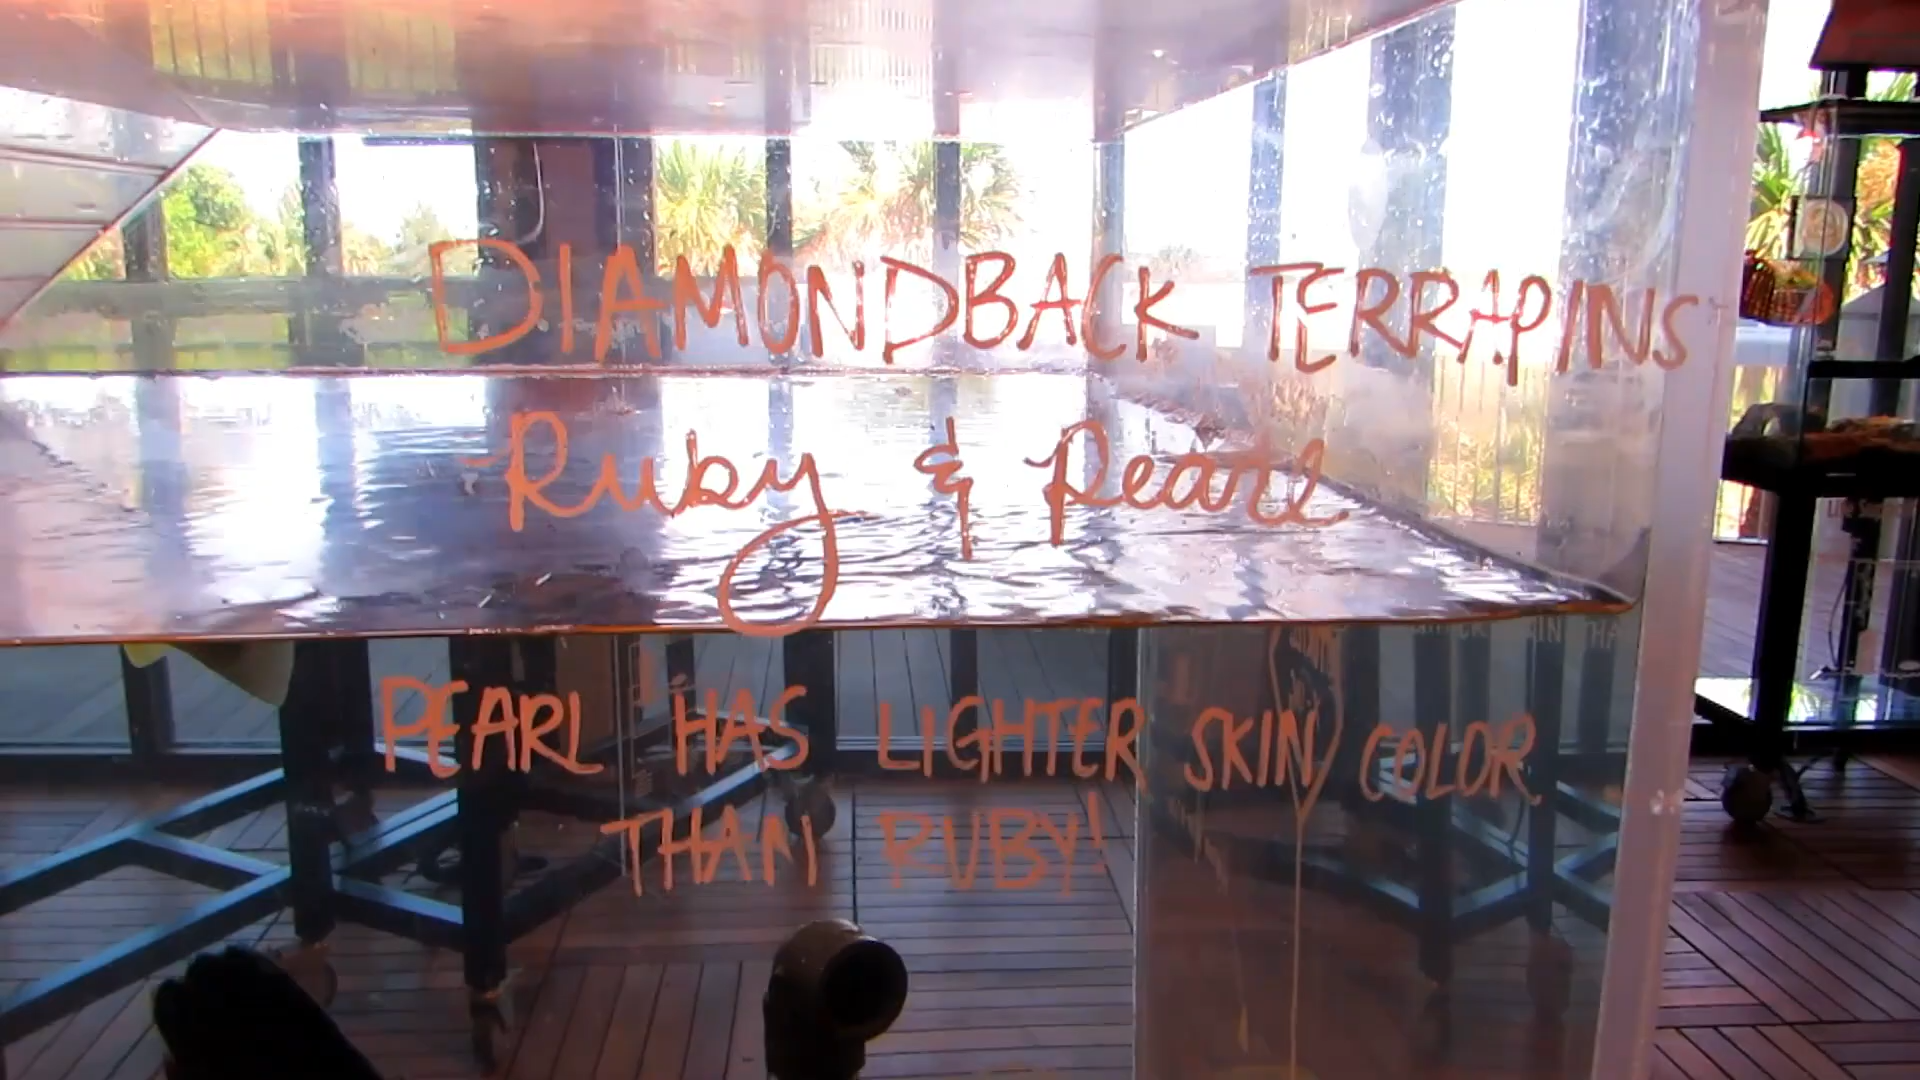 DIAMONDBACK TERRAPINS
Ruby & Pearl
PEARL HAS LIGHTER SKIN COLOR
THAN RUBY!